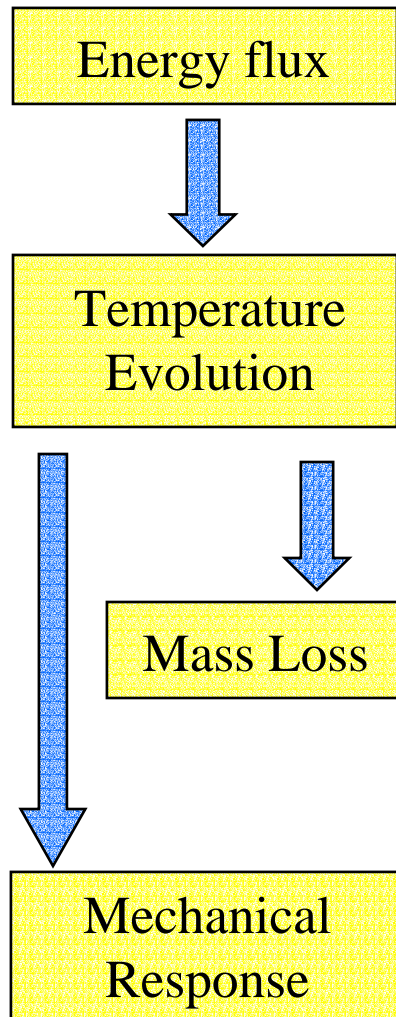 Energy flux
Temperature
Evolution
Mass Loss
Mechanical
Response